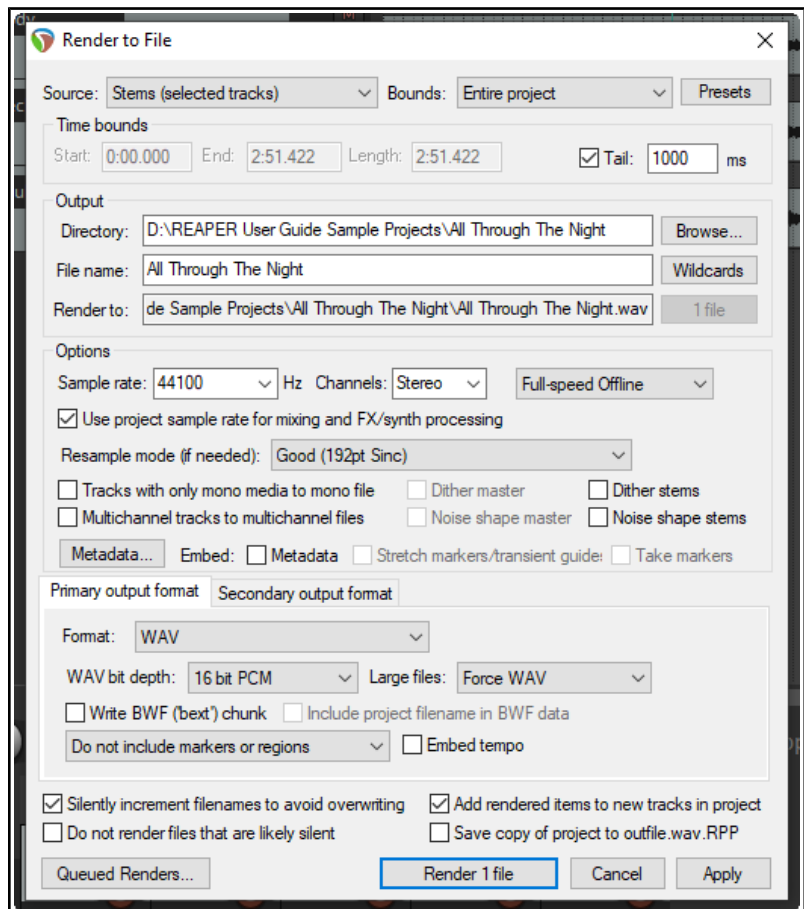 Render to File
Source: Stems (selected tracks) Bounds: Entire project Presets
Time bounds
Start: 0:00.000 End: 2:51.422 Length: 2:51.422 Tail: 1000 ms
Output
Directory: D:\REAPER User Guide Sample Projects\All Through The Night Browse...
File name: All Through The Night Wildcards
Render to: de Sample Projects\All Through The Night\All Through The Night.wav 1 file
Options
Sample rate: 44100 Hz Channels: Stereo Full-speed Offline
Use project sample rate for mixing and FX/synth processing
Resample mode (if needed): Good (192pt Sinc)
Tracks with only mono media to mono file Dither master Dither stems
Multichannel tracks to multichannel files Noise shape master Noise shape stems
Metadata... Embed: Metadata Stretch markers/transient guide Take markers
Primary output format Secondary output format
Format: WAV
WAV bit depth: 16 bit PCM Large files: Force WAV
Write BWF ('bext') chunk Include project filename in BWF data
Do not include markers or regions Embed tempo
Silently increment filenames to avoid overwriting Add rendered items to new tracks in project
Do not render files that are likely silent Save copy of project to outfile.wav.RPP
Queued Renders... Render 1 file Cancel Apply